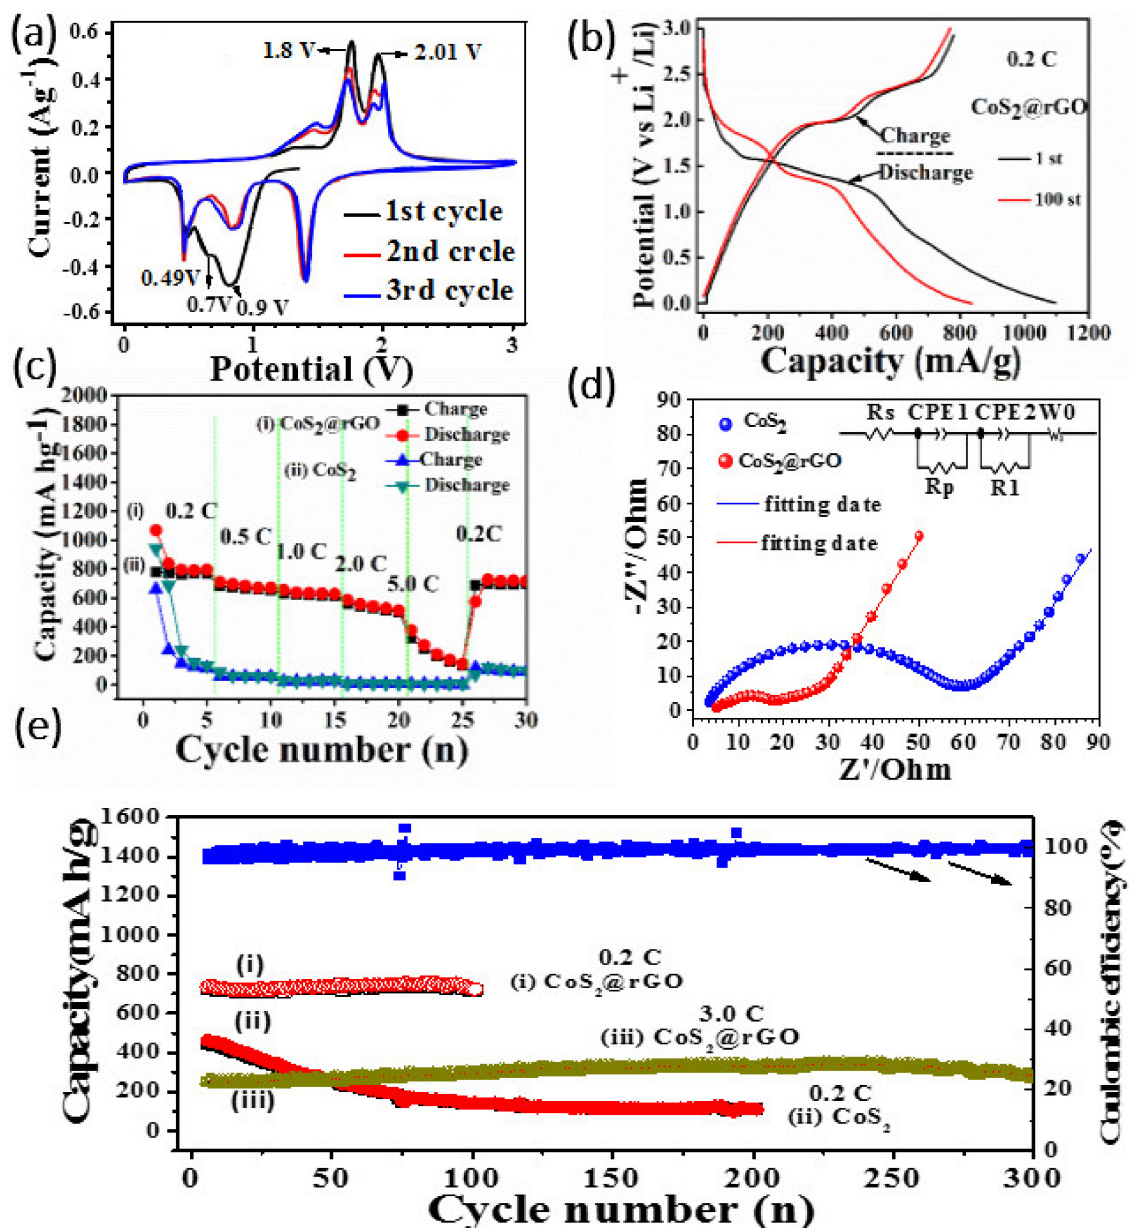 (a)
0.6
0.4
0.2
0.0
-0.2
-0.4
-0.6
Current (Ag-1)
1.8 V
2.01 V
0.49V
0.7V
0.9 V
1st cycle
2nd crcle
3rd cycle
0
1
2
3
Potential (V)
(b)
3.0
2.5
2.0
1.5
1.0
0.5
0.0
Potential (V vs Li+/Li)
0.2 C
CoS2@rGO
Charge
Discharge
1 st
100 st
0
200
400
600
800
1000
1200
Capacity (mA/g)
(c)
2000
1800
1600
1400
1200
1000
800
600
400
200
0
Capacity (mA hg-1)
(i) CoS2@rGO
Charge
Discharge
(ii) CoS2
Charge
Discharge
(i)
(ii)
0.2 C
0.5 C
1.0 C
2.0 C
5.0 C
0.2C
0
5
10
15
20
25
30
Cycle number (n)
(d)
90
80
70
60
50
40
30
20
10
0
-Z''/Ohm
CoS2
CoS2@rGO
fitting date
fitting date
Rs
CPE1
CPE2
W0
Rp
R1
0
10
20
30
40
50
60
70
80
90
Z'/Ohm
(e)
1600
1400
1200
1000
800
600
400
200
0
Capacity(mA h/g
(i)
(ii)
(iii)
0.2 C
(i) CoS2@rGO
3.0 C
(iii) CoS2@rGO
0.2 C
(ii) CoS2
100
80
60
40
20
0
Coulombic efficiency(%)
0
50
100
150
200
250
300
Cycle number (n)